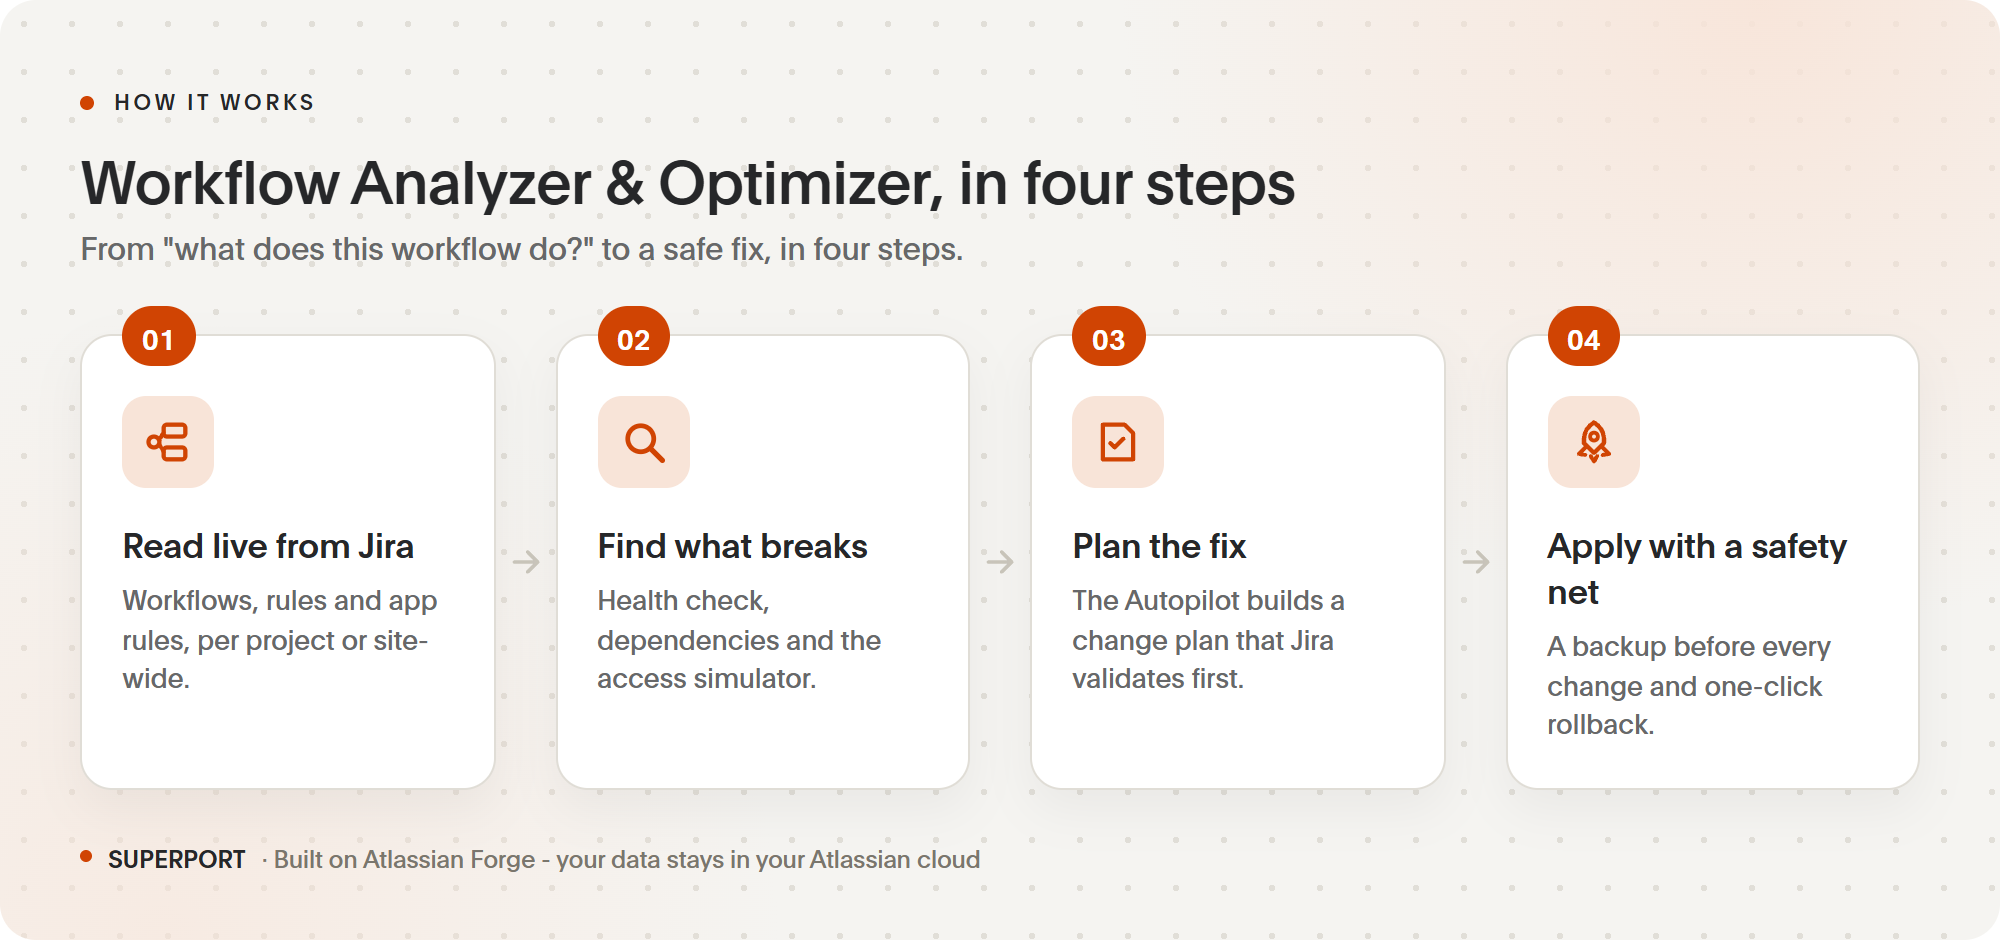 HOW IT WORKS
Workflow Analyzer & Optimizer, in four steps
From "what does this workflow do?" to a safe fix, in four steps.
01
Read live from Jira
Workflows, rules and app
rules, per project or site-
wide.
02
Find what breaks
Health check,
dependencies and the
access simulator.
03
Plan the fix
The Autopilot builds a
change plan that Jira
validates first.
04
Apply with a safety
net
A backup before every
change and one-click
rollback.
SUPERPORT · Built on Atlassian Forge - your data stays in your Atlassian cloud